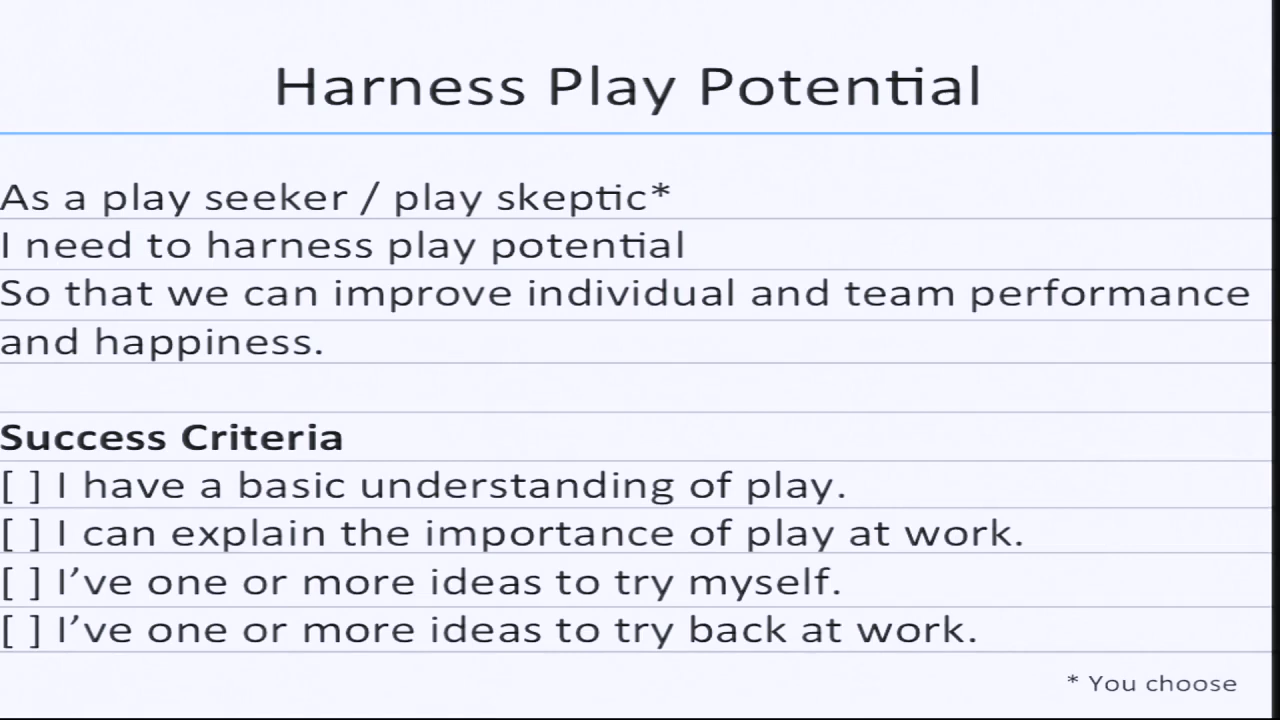 Harness Play Potential
As a play seeker / play skeptic*
I need to harness play potential
So that we can improve individual and team performance
and happiness.
Success Criteria
[ ] I have a basic understanding of play.
[ ] I can explain the importance of play at work.
[ ] I’ve one or more ideas to try myself.
[ ] I’ve one or more ideas to try back at work.
* You choose